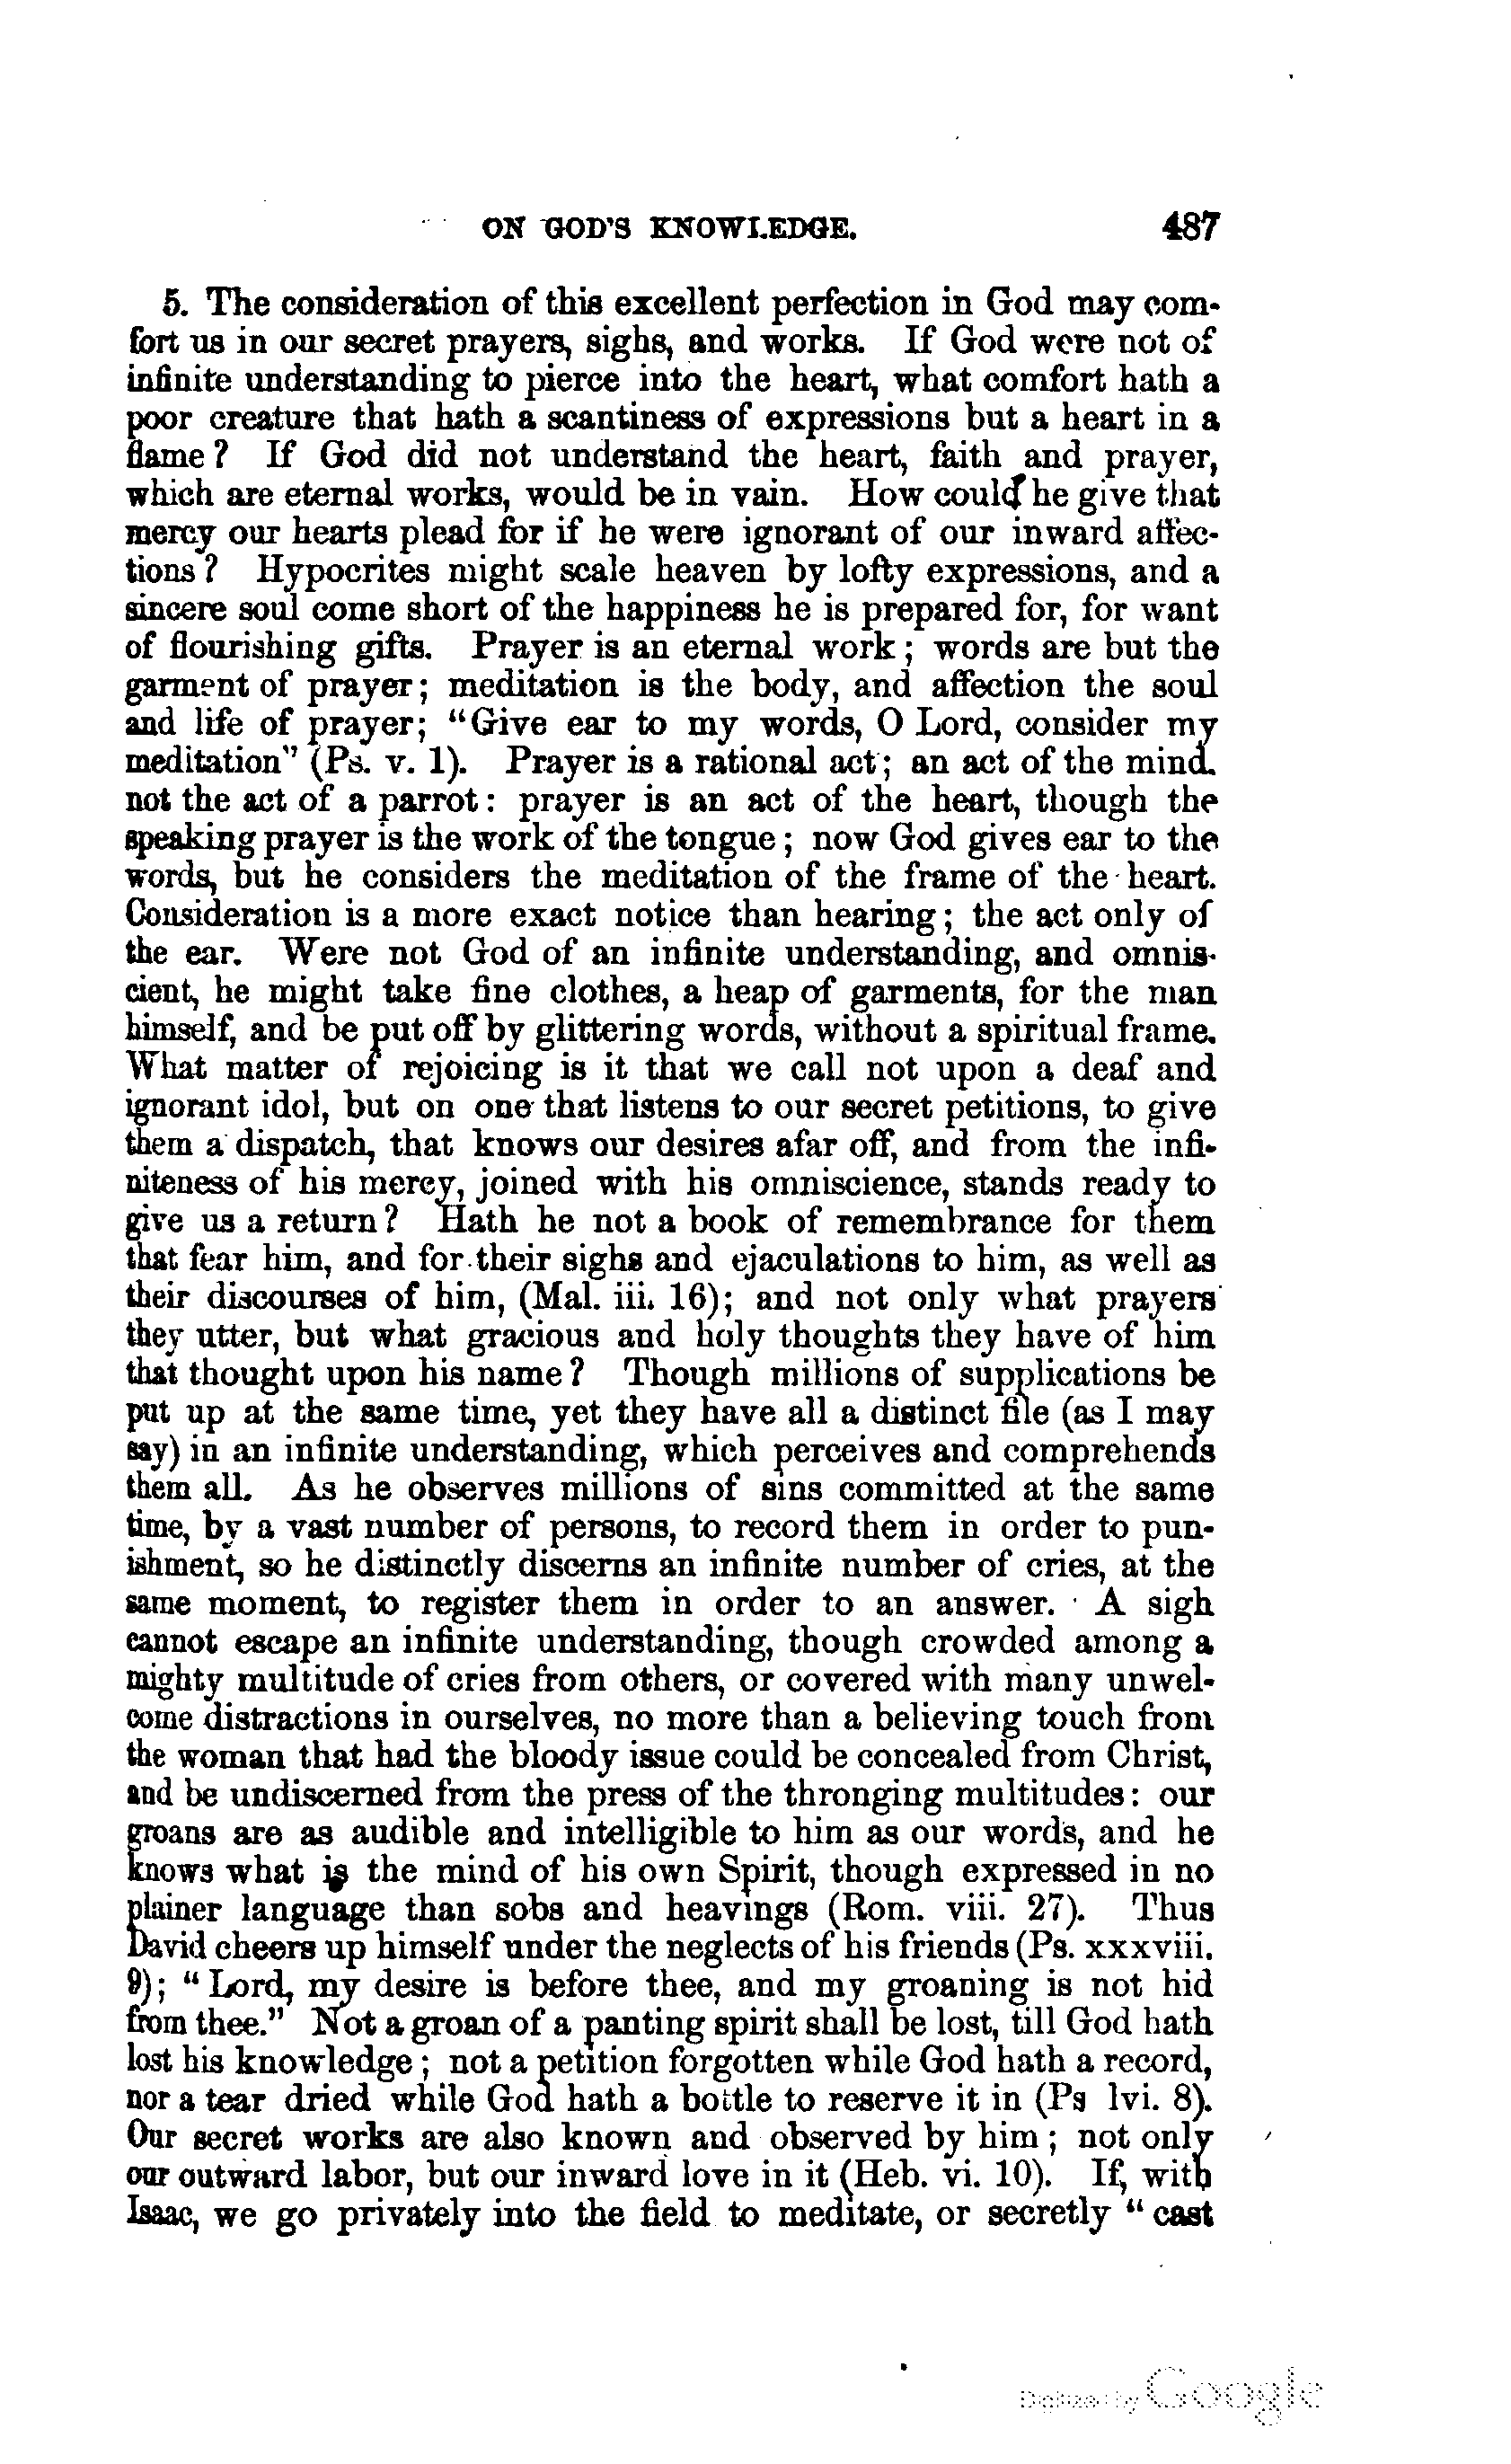 ON GOD'S KNOWLEDGE. 487
5. The consideration of this excellent perfection in God may com-
fort us in our secret prayers, sighs, and works. If God were not of
infinite understanding to pierce into the heart, what comfort hath a
poor creature that hath a scantiness of expressions but a heart in a
flame? If God did not understand the heart, faith and prayer,
which are eternal works, would be in vain. How could he give that
mercy our hearts plead for if he were ignorant of our inward affec-
tions? Hypocrites might scale heaven by lofty expressions, and a
sincere soul come short of the happiness he is prepared for, for want
of flourishing gifts. Prayer is an eternal work; words are but the
garment of prayer; meditation is the body, and affection the soul
and life of prayer; "Give ear to my words, O Lord, consider my
meditation" (Ps. v. 1). Prayer is a rational act; an act of the mind.
not the act of a parrot: prayer is an act of the heart, though the
speaking prayer is the work of the tongue; now God gives ear to the
words, but he considers the meditation of the frame of the heart.
Consideration is a more exact notice than hearing; the act only of
the ear. Were not God of an infinite understanding, and omnis-
cient, he might take fine clothes, a heap of garments, for the man
himself, and be put off by glittering words, without a spiritual frame.
What matter of rejoicing is it that we call not upon a deaf and
ignorant idol, but on one that listens to our secret petitions, to give
them a dispatch, that knows our desires afar off, and from the infi-
niteness of his mercy, joined with his omniscience, stands ready to
give us a return? Hath he not a book of remembrance for them
that fear him, and for their sighs and ejaculations to him, as well as
their discourses of him, (Mal. iii. 16); and not only what prayers
they utter, but what gracious and holy thoughts they have of him
that thought upon his name? Though millions of supplications be
put up at the same time, yet they have all a distinct file (as I may
say) in an infinite understanding, which perceives and comprehends
them all. As he observes millions of sins committed at the same
time, by a vast number of persons, to record them in order to pun-
ishment, so he distinctly discerns an infinite number of cries, at the
same moment, to register them in order to an answer. A sigh
cannot escape an infinite understanding, though crowded among a
mighty multitude of cries from others, or covered with many unwel-
come distractions in ourselves, no more than a believing touch from
the woman that had the bloody issue could be concealed from Christ,
and be undiscerned from the press of the thronging multitudes: our
groans are as audible and intelligible to him as our words, and he
knows what is the mind of his own Spirit, though expressed in no
plainer language than sobs and heavings (Rom. viii. 27). Thus
David cheers up himself under the neglects of his friends (Ps. xxxviii.
9); "Lord, my desire is before thee, and my groaning is not hid
from thee." Not a groan of a panting spirit shall be lost, till God hath
lost his knowledge; not a petition forgotten while God hath a record,
nor a tear dried while God hath a bottle to reserve it in (Ps lvi. 8).
Our secret works are also known and observed by him; not only
our outward labor, but our inward love in it (Heb. vi. 10). If, with
Isaac, we go privately into the field to meditate, or secretly "cast
Digitized by Google